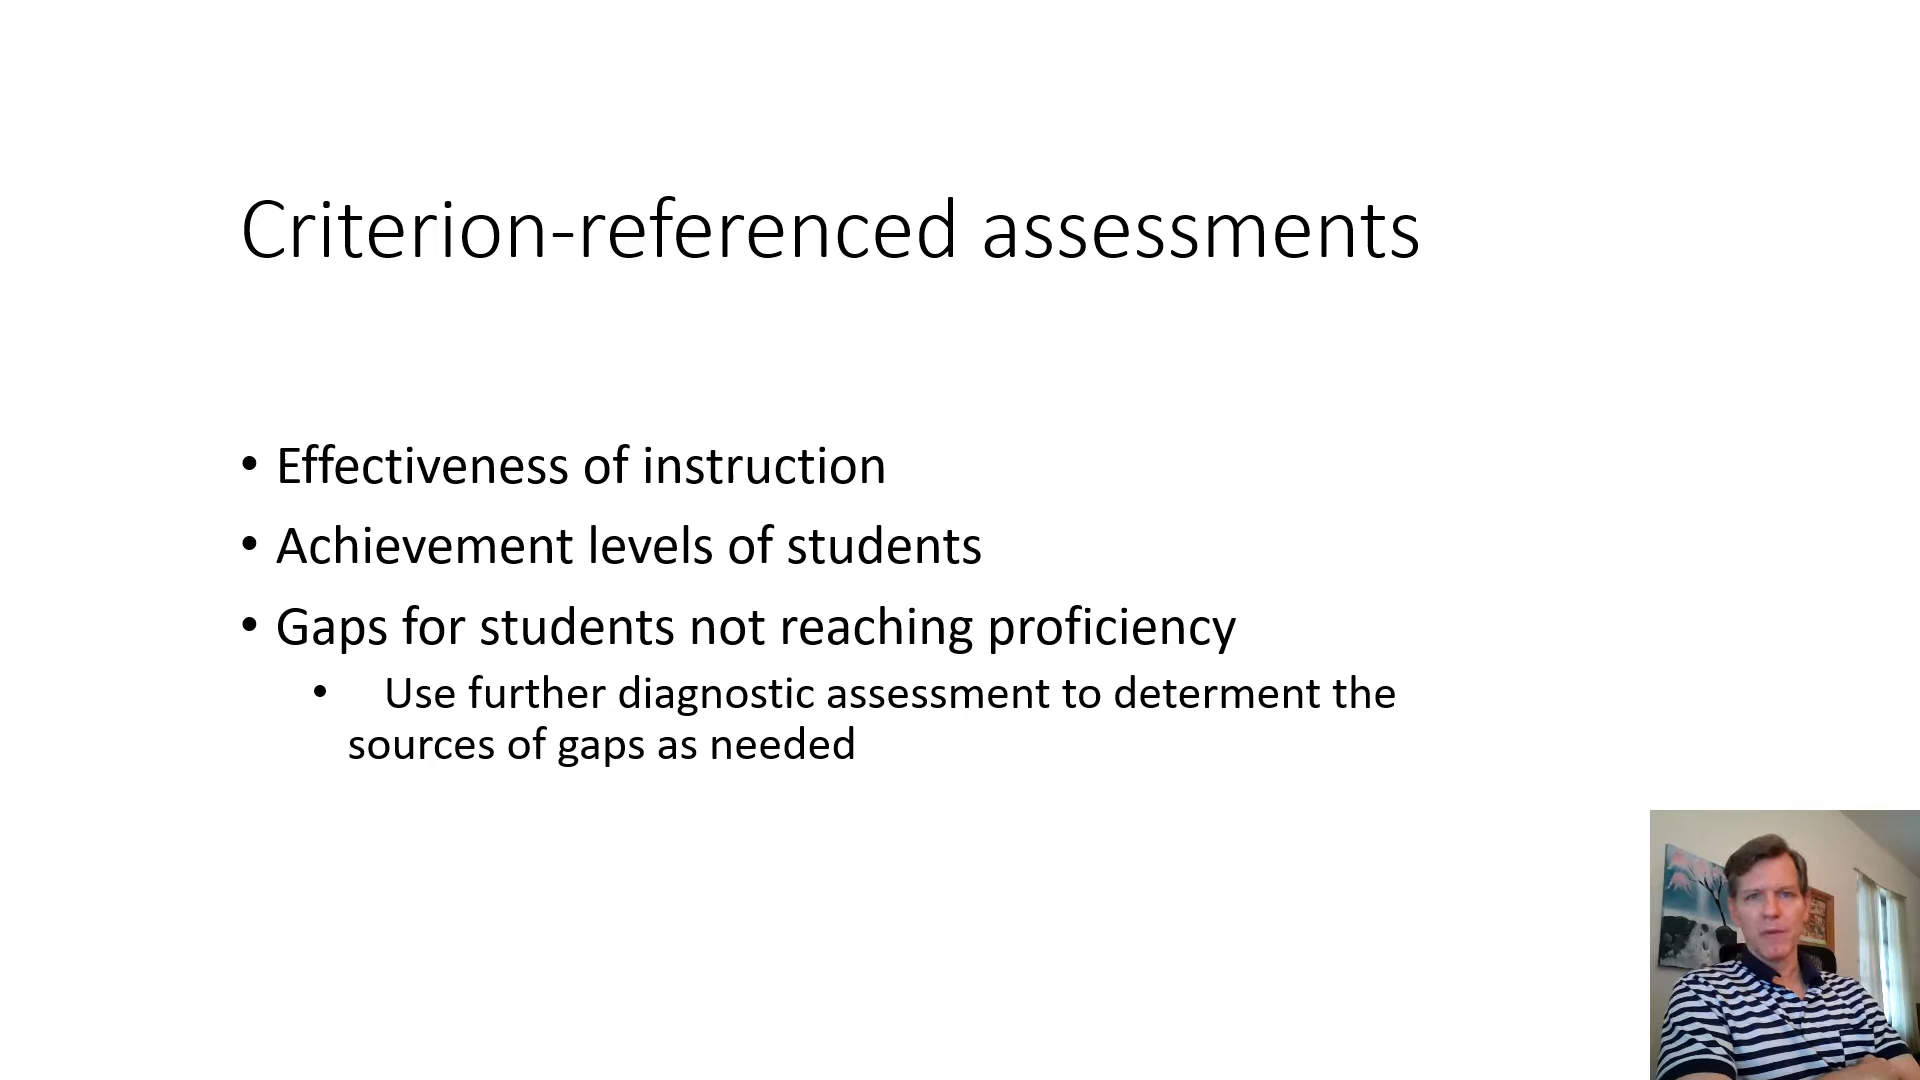 Criterion-referenced assessments
• Effectiveness of instruction
• Achievement levels of students
• Gaps for students not reaching proficiency
• Use further diagnostic assessment to determent the
sources of gaps as needed